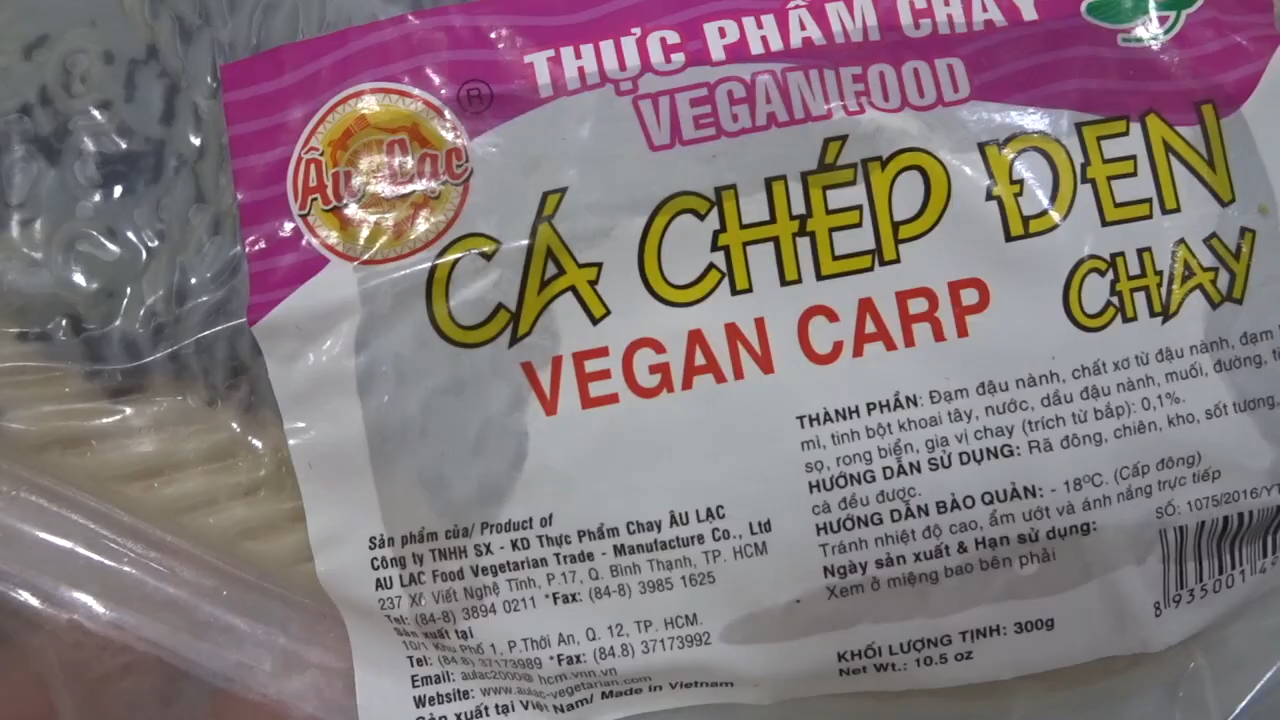 THỰC PHẨM CHAY
VEGAN FOOD
Âu Lạc
®
CÁ CHÉP ĐEN
CHAY
VEGAN CARP
THÀNH PHẦN: Đạm đậu nành, chất xơ từ đậu nành, đạm
mì, tinh bột khoai tây, nước, dầu đậu nành, muối, đường,
sọ, rong biển, gia vị chay (trích từ bắp): 0,1%.
HƯỚNG DẪN SỬ DỤNG: Rã đông, chiên, kho, sốt tương,
cà đều được.
HƯỚNG DẪN BẢO QUẢN: - 18ºC. (Cấp đông)
Tránh nhiệt độ cao, ẩm ướt và ánh nắng trực tiếp
Ngày sản xuất & Hạn sử dụng:
Xem ở miệng bao bên phải
SỐ: 1075/2016/YT
8 935001 4
KHỐI LƯỢNG TỊNH: 300g
Net Wt.: 10.5 oz
Sản phẩm của/ Product of
Công ty TNHH SX - KD Thực Phẩm Chay ÂU LẠC
AU LAC Food Vegetarian Trade - Manufacture Co., Ltd
237 Xô Viết Nghệ Tĩnh, P.17, Q. Bình Thạnh, TP. HCM
Tel: (84-8) 3894 0211 *Fax: (84-8) 3985 1625
Sản xuất tại
10/1 Khu Phố 1, P.Thới An, Q. 12, TP. HCM.
Tel: (84.8) 37173989 *Fax: (84.8) 37173992
Email: aulac2000@hcm.vnn.vn
Website: www.aulac-vegetarian.com
Sản xuất tại Việt Nam/ Made in Vietnam